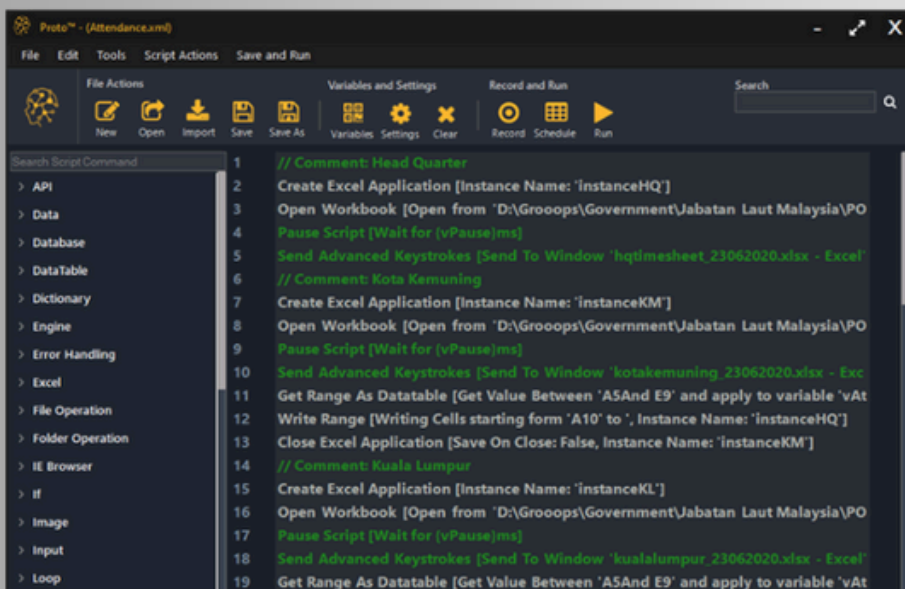 Proto™ - (Attendance.xml)
File Edit Tools Script Actions Save and Run
File Actions
New Open Import Save Save As
Variables and Settings
Variables Settings Clear
Record and Run
Record Schedule Run
Search
Search Script Command
> API
> Data
> Database
> DataTable
> Dictionary
> Engine
> Error Handling
> Excel
> File Operation
> Folder Operation
> IE Browser
> If
> Image
> Input
> Loop
1 // Comment: Head Quarter
2 Create Excel Application [Instance Name: 'instanceHQ']
3 Open Workbook [Open from 'D:\Grooops\Government\Jabatan Laut Malaysia\PO
4 Pause Script [Wait for {vPause}ms]
5 Send Advanced Keystrokes [Send To Window 'hqtimesheet_23062020.xlsx - Excel'
6 // Comment: Kota Kemuning
7 Create Excel Application [Instance Name: 'instanceKM']
8 Open Workbook [Open from 'D:\Grooops\Government\Jabatan Laut Malaysia\PO
9 Pause Script [Wait for {vPause}ms]
10 Send Advanced Keystrokes [Send To Window 'kotakemuning_23062020.xlsx - Exc
11 Get Range As Datatable [Get Value Between 'A5And E9' and apply to variable 'vAt
12 Write Range [Writing Cells starting form 'A10' to ', Instance Name: 'instanceHQ']
13 Close Excel Application [Save On Close: False, Instance Name: 'instanceKM']
14 // Comment: Kuala Lumpur
15 Create Excel Application [Instance Name: 'instanceKL']
16 Open Workbook [Open from 'D:\Grooops\Government\Jabatan Laut Malaysia\PO
17 Pause Script [Wait for {vPause}ms]
18 Send Advanced Keystrokes [Send To Window 'kualalumpur_23062020.xlsx - Excel'
19 Get Range As Datatable [Get Value Between 'A5And E9' and apply to variable 'vAt